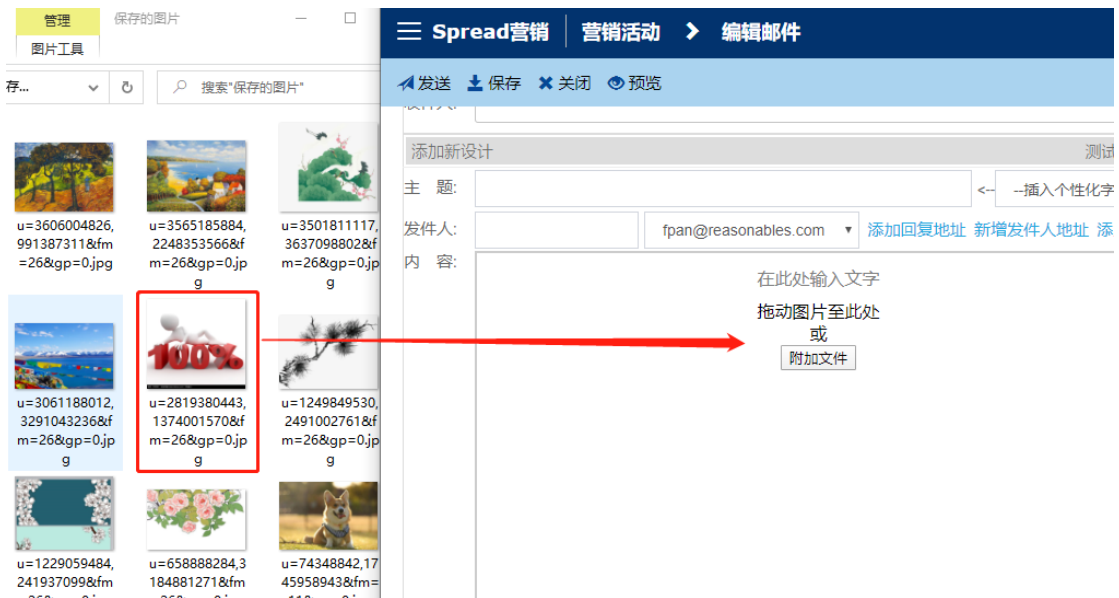 管理
保存的图片
图片工具
存...
搜索"保存的图片"
u=3606004826,
991387311&fm
=26&gp=0.jpg
u=3565185884,
2248353566&f
m=26&gp=0.jp
g
u=3501811117,
3637098802&f
m=26&gp=0.jp
g
100%
u=3061188012,
3291043236&f
m=26&gp=0.jp
g
u=2819380443,
1374001570&f
m=26&gp=0.jp
g
u=1249849530,
2491002761&f
m=26&gp=0.jp
g
u=1229059484,
241937099&fm
u=658888284,3
184881271&fm
u=74348842,17
45958943&fm=
Spread营销
营销活动
编辑邮件
发送
保存
关闭
预览
添加新设计
测试
主 题:
<--
--插入个性化字
发件人:
fpan@reasonables.com
添加回复地址 新增发件人地址 添
内 容:
在此处输入文字
拖动图片至此处
或
附加文件